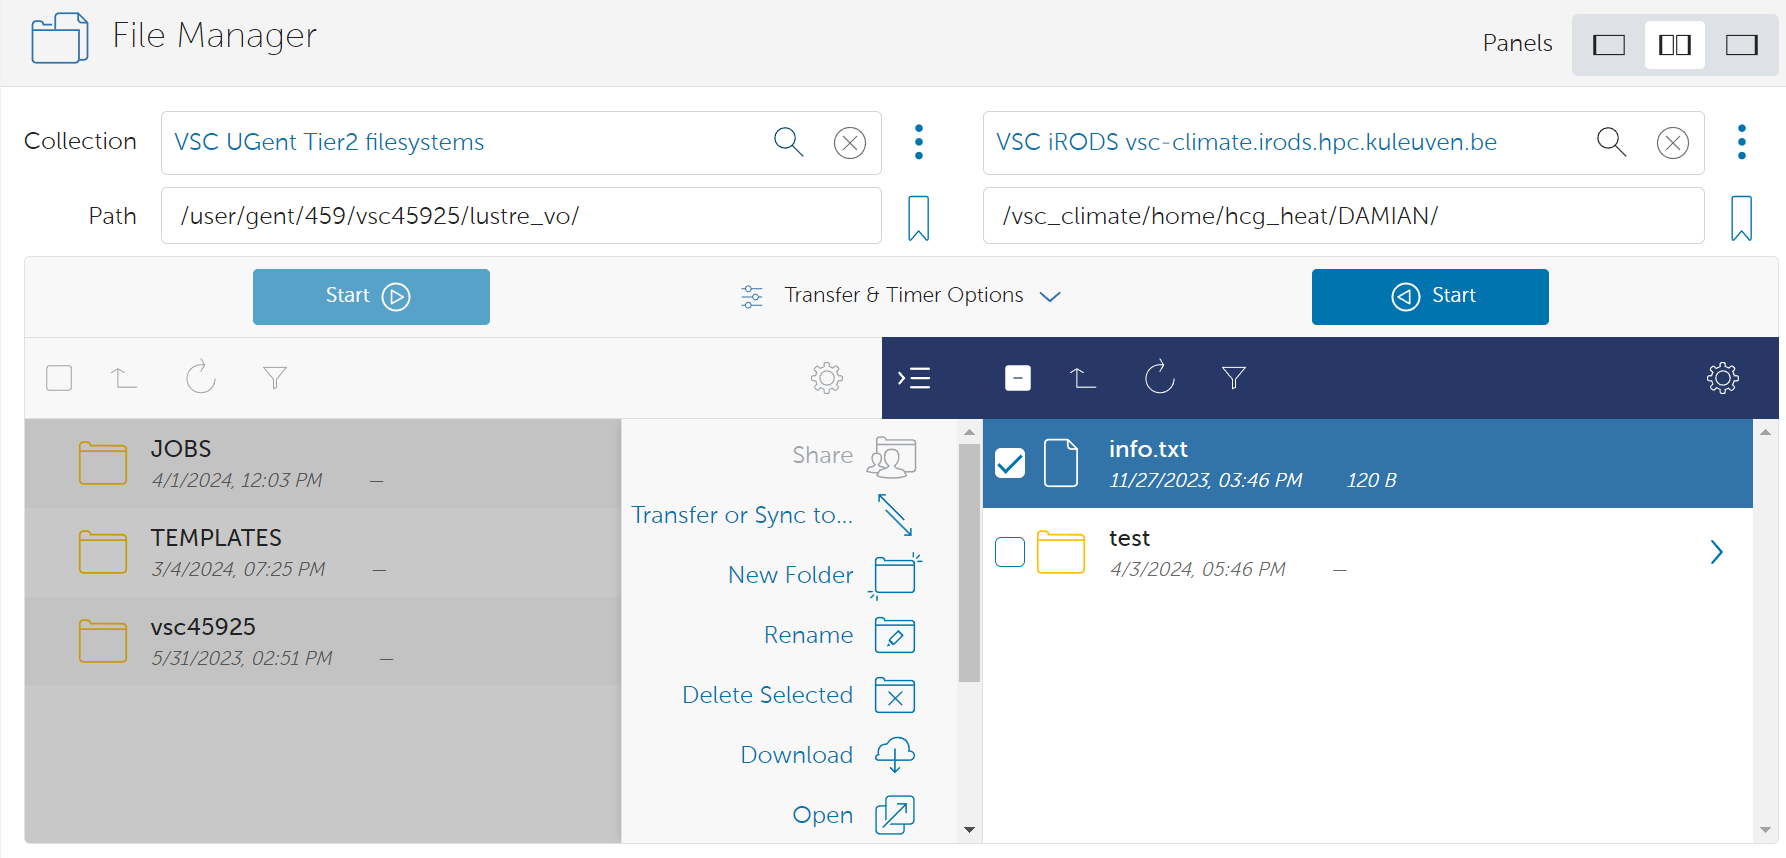 File Manager
Panels
Collection
VSC UGent Tier2 filesystems
VSC iRODS vsc-climate.irods.hpc.kuleuven.be
Path
/user/gent/459/vsc45925/lustre_vo/
/vsc_climate/home/hcg_heat/DAMIAN/
Start
Transfer & Timer Options
Start
JOBS
4/1/2024, 12:03 PM —
TEMPLATES
3/4/2024, 07:25 PM —
vsc45925
5/31/2023, 02:51 PM —
Share
Transfer or Sync to...
New Folder
Rename
Delete Selected
Download
Open
info.txt
11/27/2023, 03:46 PM 120 B
test
4/3/2024, 05:46 PM —